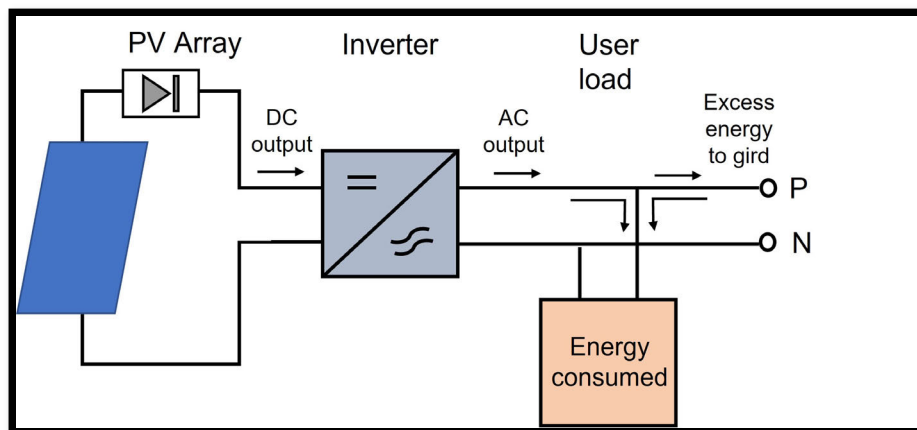 PV Array
Inverter
User
load
DC
output
AC
output
Excess
energy
to gird
P
N
Energy
consumed